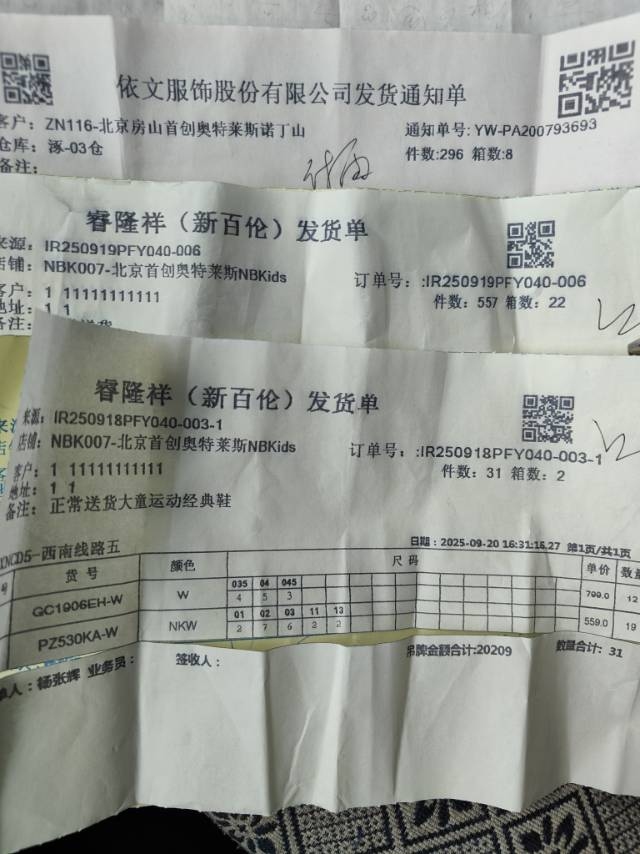 依文服饰股份有限公司发货通知单
客户: ZN116-北京房山首创奥特莱斯诺丁山
通知单号: YW-PA200793693
仓库: 涿-03仓
件数:296 箱数:8
备注:
睿隆祥（新百伦）发货单
来源: IR250919PFY040-006
店铺: NBK007-北京首创奥特莱斯NBKids
订单号: :IR250919PFY040-006
客户: 1 11111111111
件数: 557 箱数: 22
地址: 1 1
备注:
睿隆祥（新百伦）发货单
来源: IR250918PFY040-003-1
店铺: NBK007-北京首创奥特莱斯NBKids
订单号: :IR250918PFY040-003-1
客户: 1 11111111111
件数: 31 箱数: 2
地址: 1 1
备注: 正常送货大童运动经典鞋
CD5-西南线路五
日期: 2025-09-20 16:31:16.27 第1页/共1页
号 货号 颜色 尺码 单价 数量
035 04 045
QC1906EH-W W 4 5 3 799.0 12
01 02 03 11 13
PZ530KA-W NKW 2 7 6 2 2 559.0 19
单人: 杨张辉 业务员: 签收人: 吊牌金额合计:20209 数量合计: 31